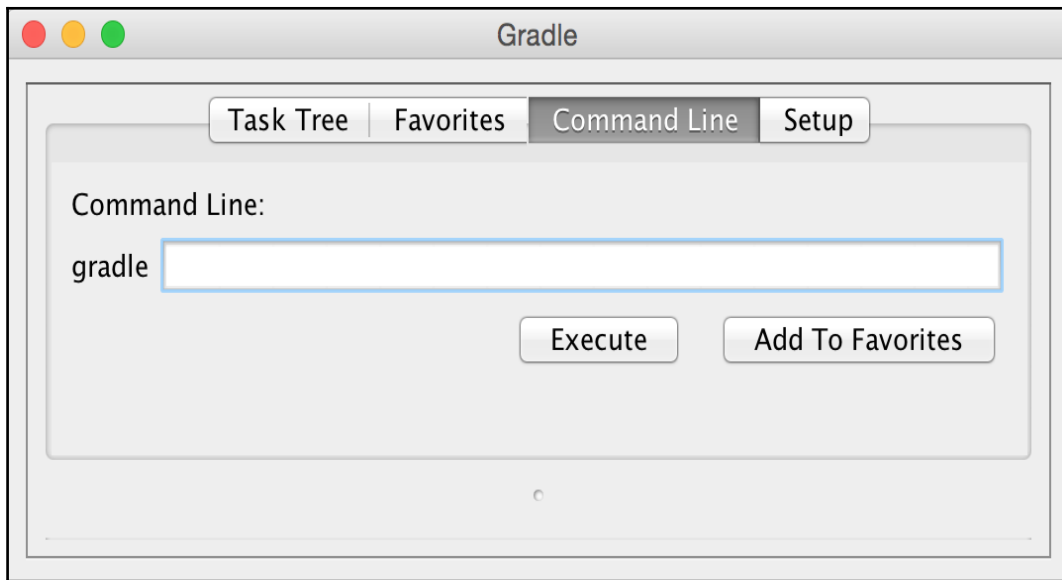 Gradle
Task Tree Favorites Command Line Setup
Command Line:
gradle
Execute Add To Favorites